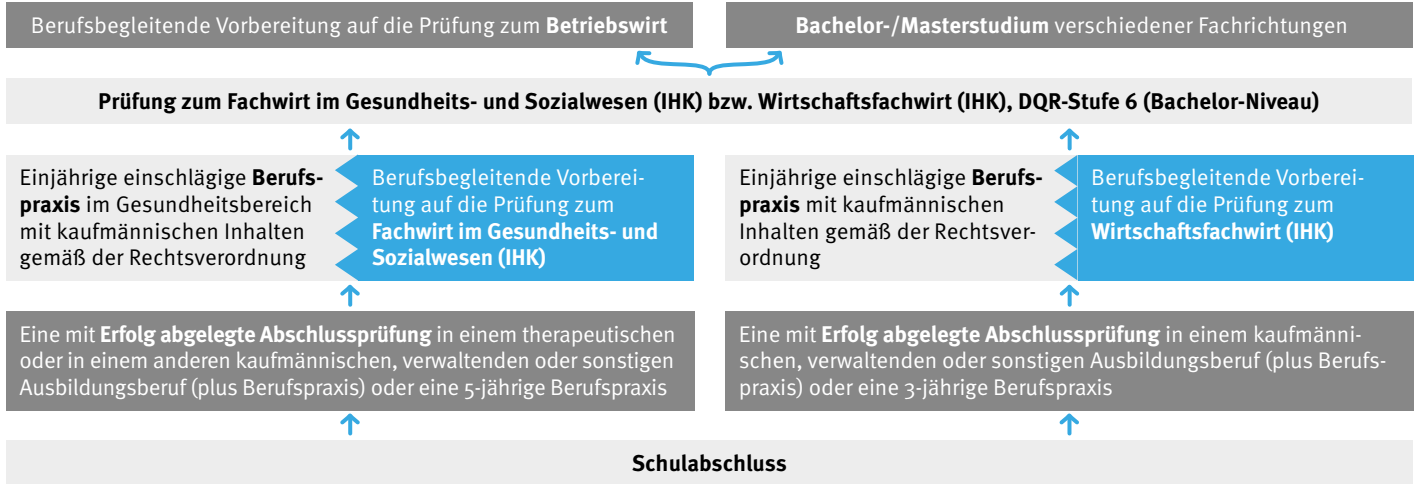 Berufsbegleitende Vorbereitung auf die Prüfung zum Betriebswirt
Bachelor-/Masterstudium verschiedener Fachrichtungen
Prüfung zum Fachwirt im Gesundheits- und Sozialwesen (IHK) bzw. Wirtschaftsfachwirt (IHK), DQR-Stufe 6 (Bachelor-Niveau)
Einjährige einschlägige Berufs-
praxis im Gesundheitsbereich
mit kaufmännischen Inhalten
gemäß der Rechtsverordnung
Berufsbegleitende Vorberei-
tung auf die Prüfung zum
Fachwirt im Gesundheits- und
Sozialwesen (IHK)
Einjährige einschlägige Berufs-
praxis mit kaufmännischen
Inhalten gemäß der Rechtsver-
ordnung
Berufsbegleitende Vorberei-
tung auf die Prüfung zum
Wirtschaftsfachwirt (IHK)
Eine mit Erfolg abgelegte Abschlussprüfung in einem therapeutischen
oder in einem anderen kaufmännischen, verwaltenden oder sonstigen
Ausbildungsberuf (plus Berufspraxis) oder eine 5-jährige Berufspraxis
Eine mit Erfolg abgelegte Abschlussprüfung in einem kaufmänni-
schen, verwaltenden oder sonstigen Ausbildungsberuf (plus Berufs-
praxis) oder eine 3-jährige Berufspraxis
Schulabschluss